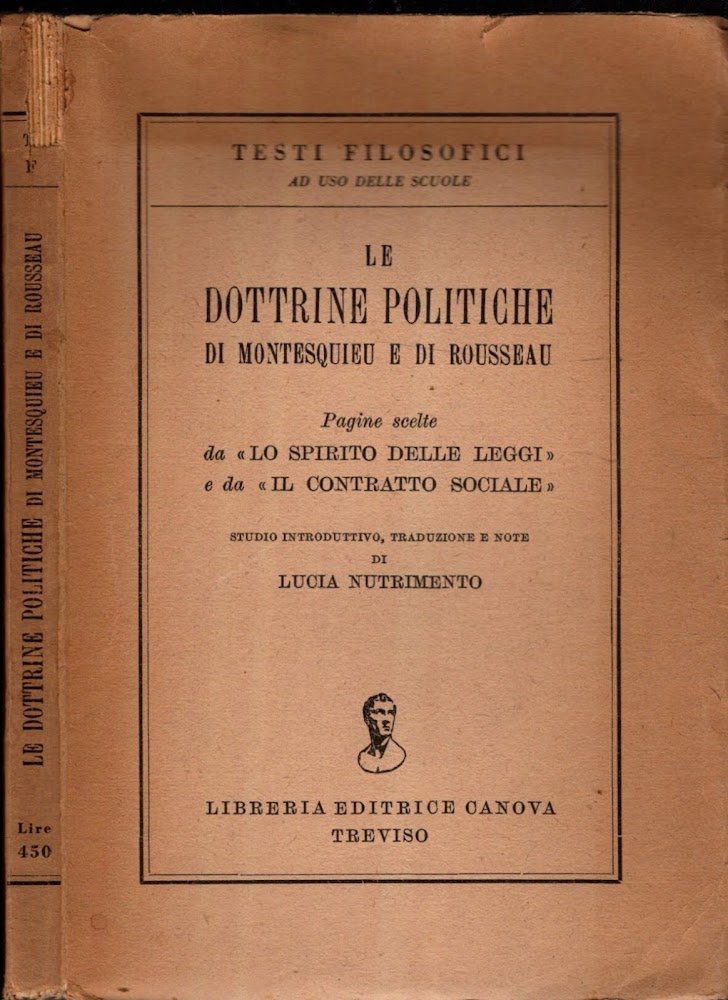 T
F
LE DOTTRINE POLITICHE DI MONTESQUIEU E DI ROUSSEAU
Lire
450
TESTI FILOSOFICI
AD USO DELLE SCUOLE
LE
DOTTRINE POLITICHE
DI MONTESQUIEU E DI ROUSSEAU
Pagine scelte
da « LO SPIRITO DELLE LEGGI »
e da « IL CONTRATTO SOCIALE »
STUDIO INTRODUTTIVO, TRADUZIONE E NOTE
DI
LUCIA NUTRIMENTO
LIBRERIA EDITRICE CANOVA
TREVISO